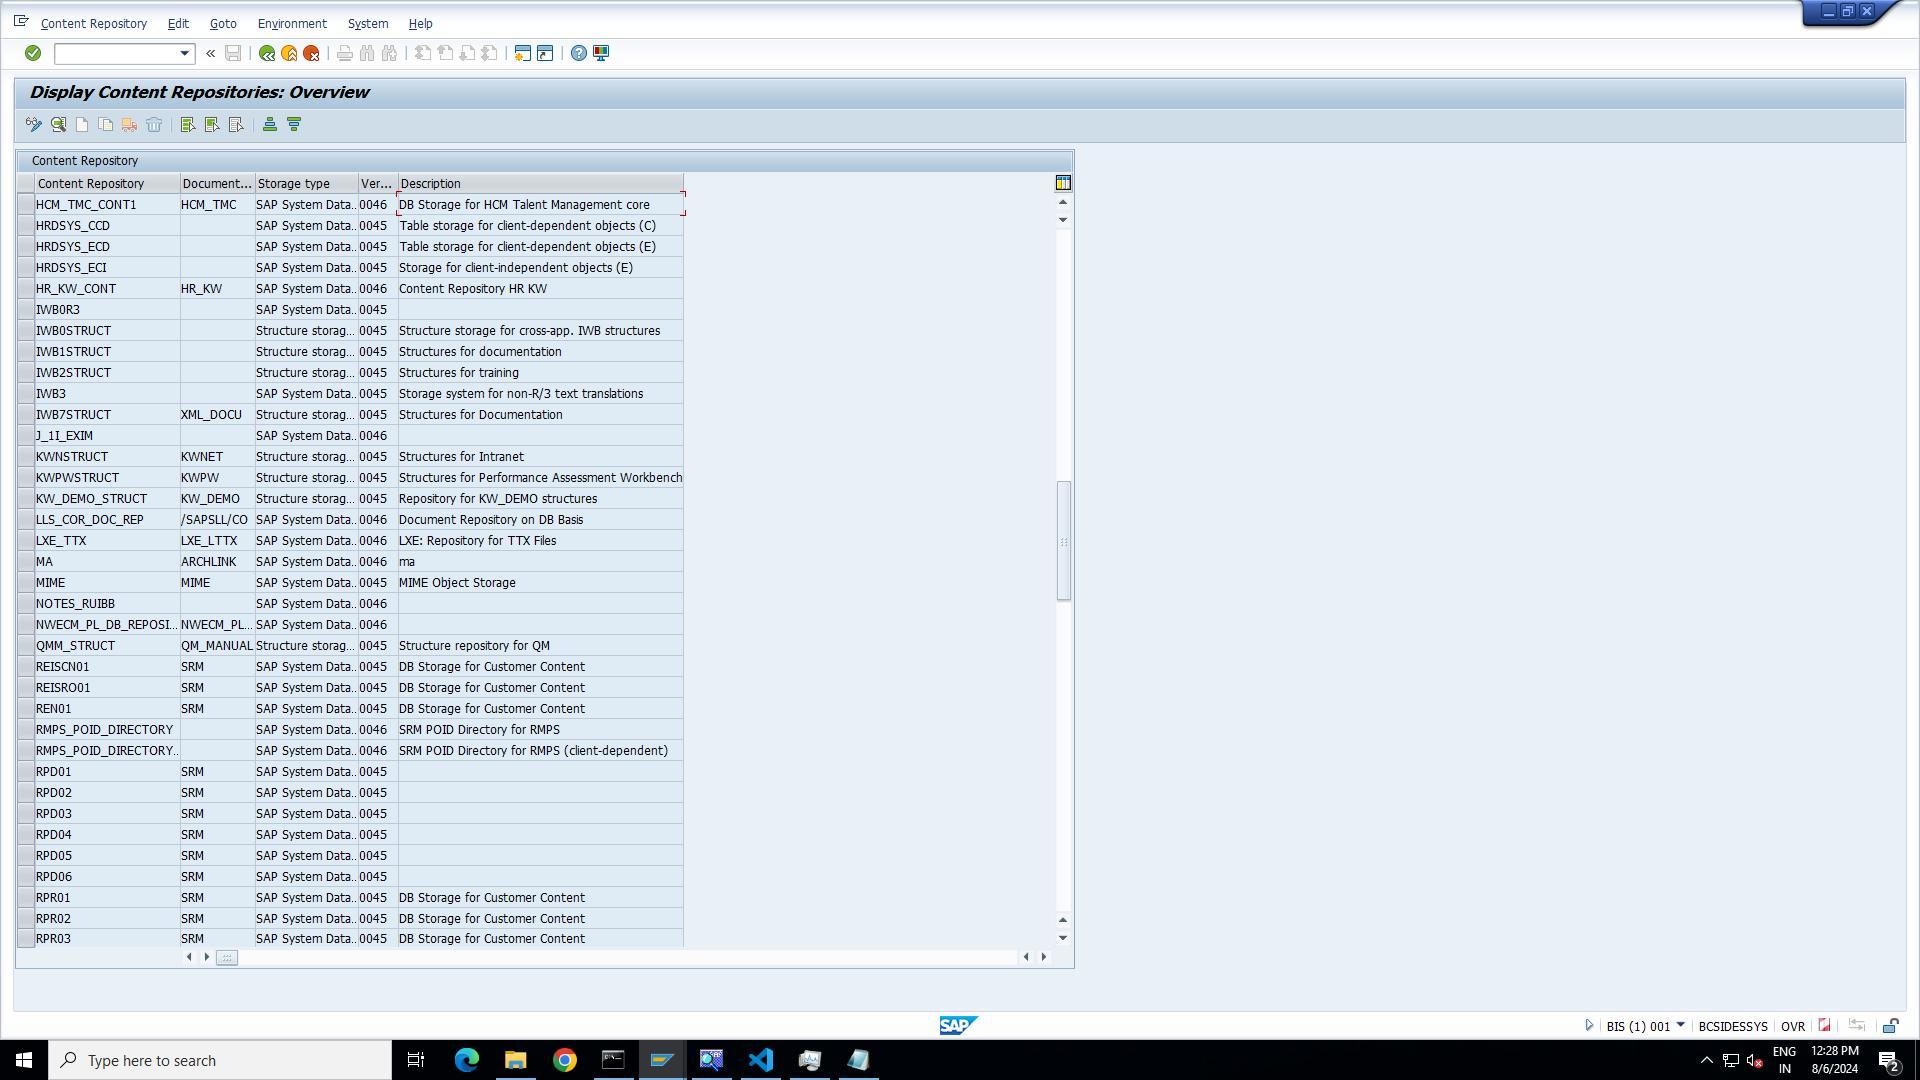 Content Repository Edit Goto Environment System Help
Display Content Repositories: Overview
Content Repository
Content Repository Document... Storage type Ver... Description
HCM_TMC_CONT1 HCM_TMC SAP System Data.. 0046 DB Storage for HCM Talent Management core
HRDSYS_CCD SAP System Data.. 0045 Table storage for client-dependent objects (C)
HRDSYS_ECD SAP System Data.. 0045 Table storage for client-dependent objects (E)
HRDSYS_ECI SAP System Data.. 0045 Storage for client-independent objects (E)
HR_KW_CONT HR_KW SAP System Data.. 0046 Content Repository HR KW
IWB0R3 SAP System Data.. 0045
IWB0STRUCT Structure storag... 0045 Structure storage for cross-app. IWB structures
IWB1STRUCT Structure storag... 0045 Structures for documentation
IWB2STRUCT Structure storag... 0045 Structures for training
IWB3 SAP System Data.. 0045 Storage system for non-R/3 text translations
IWB7STRUCT XML_DOCU Structure storag... 0045 Structures for Documentation
J_1I_EXIM SAP System Data.. 0046
KWNSTRUCT KWNET Structure storag... 0045 Structures for Intranet
KWPWSTRUCT KWPW Structure storag... 0045 Structures for Performance Assessment Workbench
KW_DEMO_STRUCT KW_DEMO Structure storag... 0045 Repository for KW_DEMO structures
LLS_COR_DOC_REP /SAPSLL/CO SAP System Data.. 0046 Document Repository on DB Basis
LXE_TTX LXE_LTTX SAP System Data.. 0046 LXE: Repository for TTX Files
MA ARCHLINK SAP System Data.. 0046 ma
MIME MIME SAP System Data.. 0045 MIME Object Storage
NOTES_RUIBB SAP System Data.. 0046
NWECM_PL_DB_REPOSI... NWECM_PL... SAP System Data.. 0046
QMM_STRUCT QM_MANUAL Structure storag... 0045 Structure repository for QM
REISCN01 SRM SAP System Data.. 0045 DB Storage for Customer Content
REISRO01 SRM SAP System Data.. 0045 DB Storage for Customer Content
REN01 SRM SAP System Data.. 0045 DB Storage for Customer Content
RMPS_POID_DIRECTORY SAP System Data.. 0046 SRM POID Directory for RMPS
RMPS_POID_DIRECTORY.. SAP System Data.. 0046 SRM POID Directory for RMPS (client-dependent)
RPD01 SRM SAP System Data.. 0045
RPD02 SRM SAP System Data.. 0045
RPD03 SRM SAP System Data.. 0045
RPD04 SRM SAP System Data.. 0045
RPD05 SRM SAP System Data.. 0045
RPD06 SRM SAP System Data.. 0045
RPR01 SRM SAP System Data.. 0045 DB Storage for Customer Content
RPR02 SRM SAP System Data.. 0045 DB Storage for Customer Content
RPR03 SRM SAP System Data.. 0045 DB Storage for Customer Content
SAP BIS (1) 001 BCSIDESSYS OVR
Type here to search ENG 12:28 PM
IN 8/6/2024 2